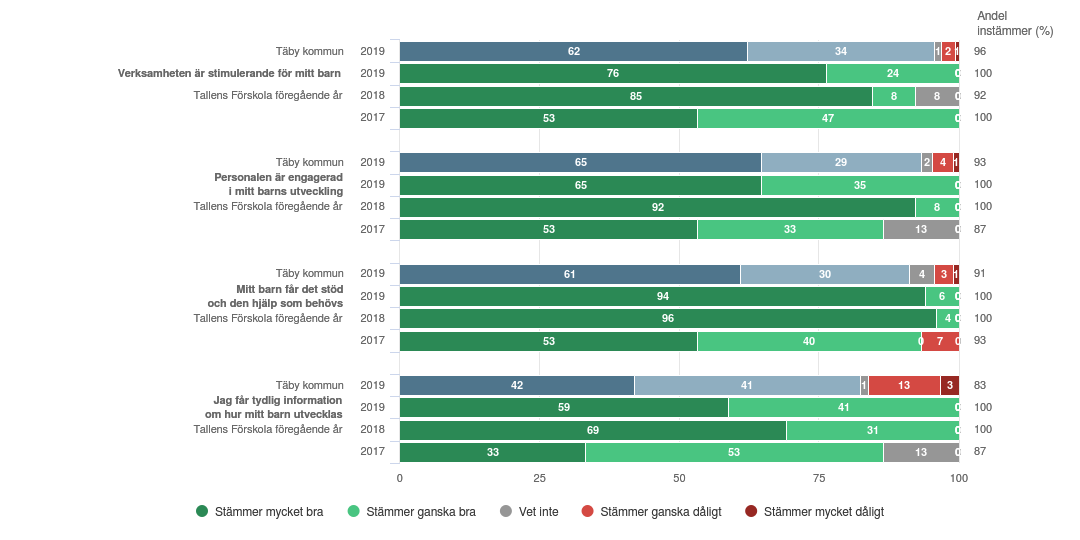 Andel
instämmer (%)
Täby kommun 2019 62 34 1 2 1 96
Verksamheten är stimulerande för mitt barn 2019 76 24 0 100
Tallens Förskola föregående år 2018 85 8 8 0 92
2017 53 47 0 100
Täby kommun 2019 65 29 2 4 1 93
Personalen är engagerad
i mitt barns utveckling 2019 65 35 0 100
Tallens Förskola föregående år 2018 92 8 0 100
2017 53 33 13 0 87
Täby kommun 2019 61 30 4 3 1 91
Mitt barn får det stöd
och den hjälp som behövs 2019 94 6 0 100
Tallens Förskola föregående år 2018 96 4 0 100
2017 53 40 0 7 0 93
Täby kommun 2019 42 41 1 13 3 83
Jag får tydlig information
om hur mitt barn utvecklas 2019 59 41 0 100
Tallens Förskola föregående år 2018 69 31 0 100
2017 33 53 13 0 87
0 25 50 75 100
Stämmer mycket bra Stämmer ganska bra Vet inte Stämmer ganska dåligt Stämmer mycket dåligt